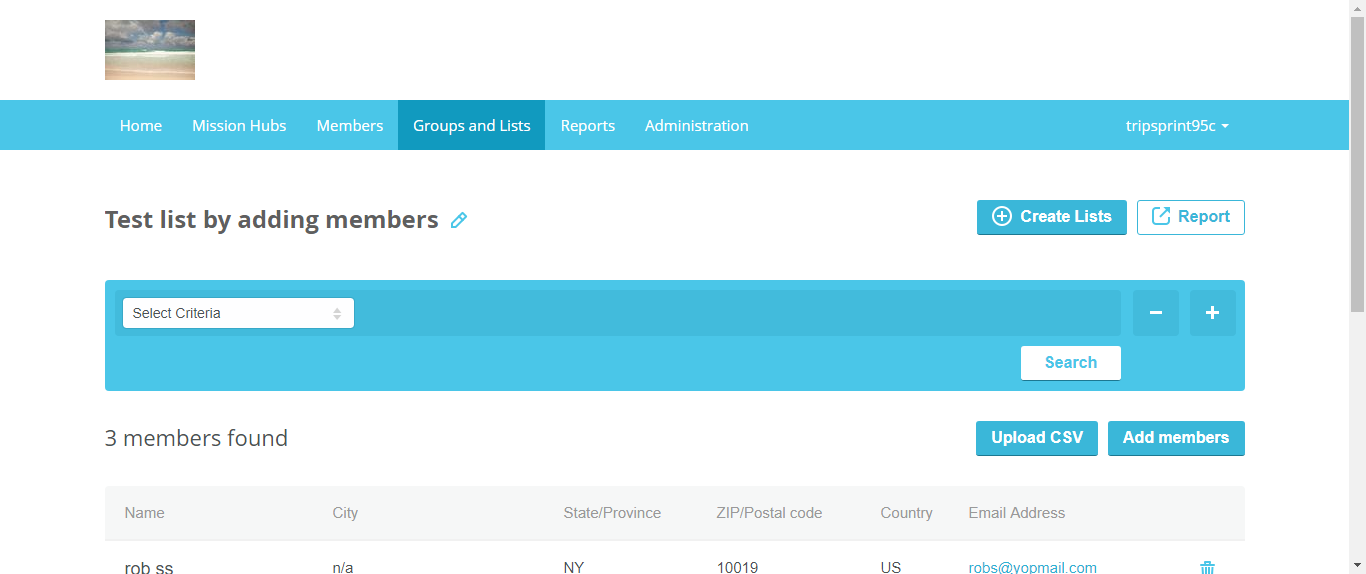 Home Mission Hubs Members Groups and Lists Reports Administration tripsprint95c
Test list by adding members Create Lists Report
Select Criteria
Search
3 members found Upload CSV Add members
Name City State/Province ZIP/Postal code Country Email Address
rob ss n/a NY 10019 US robs@yopmail.com